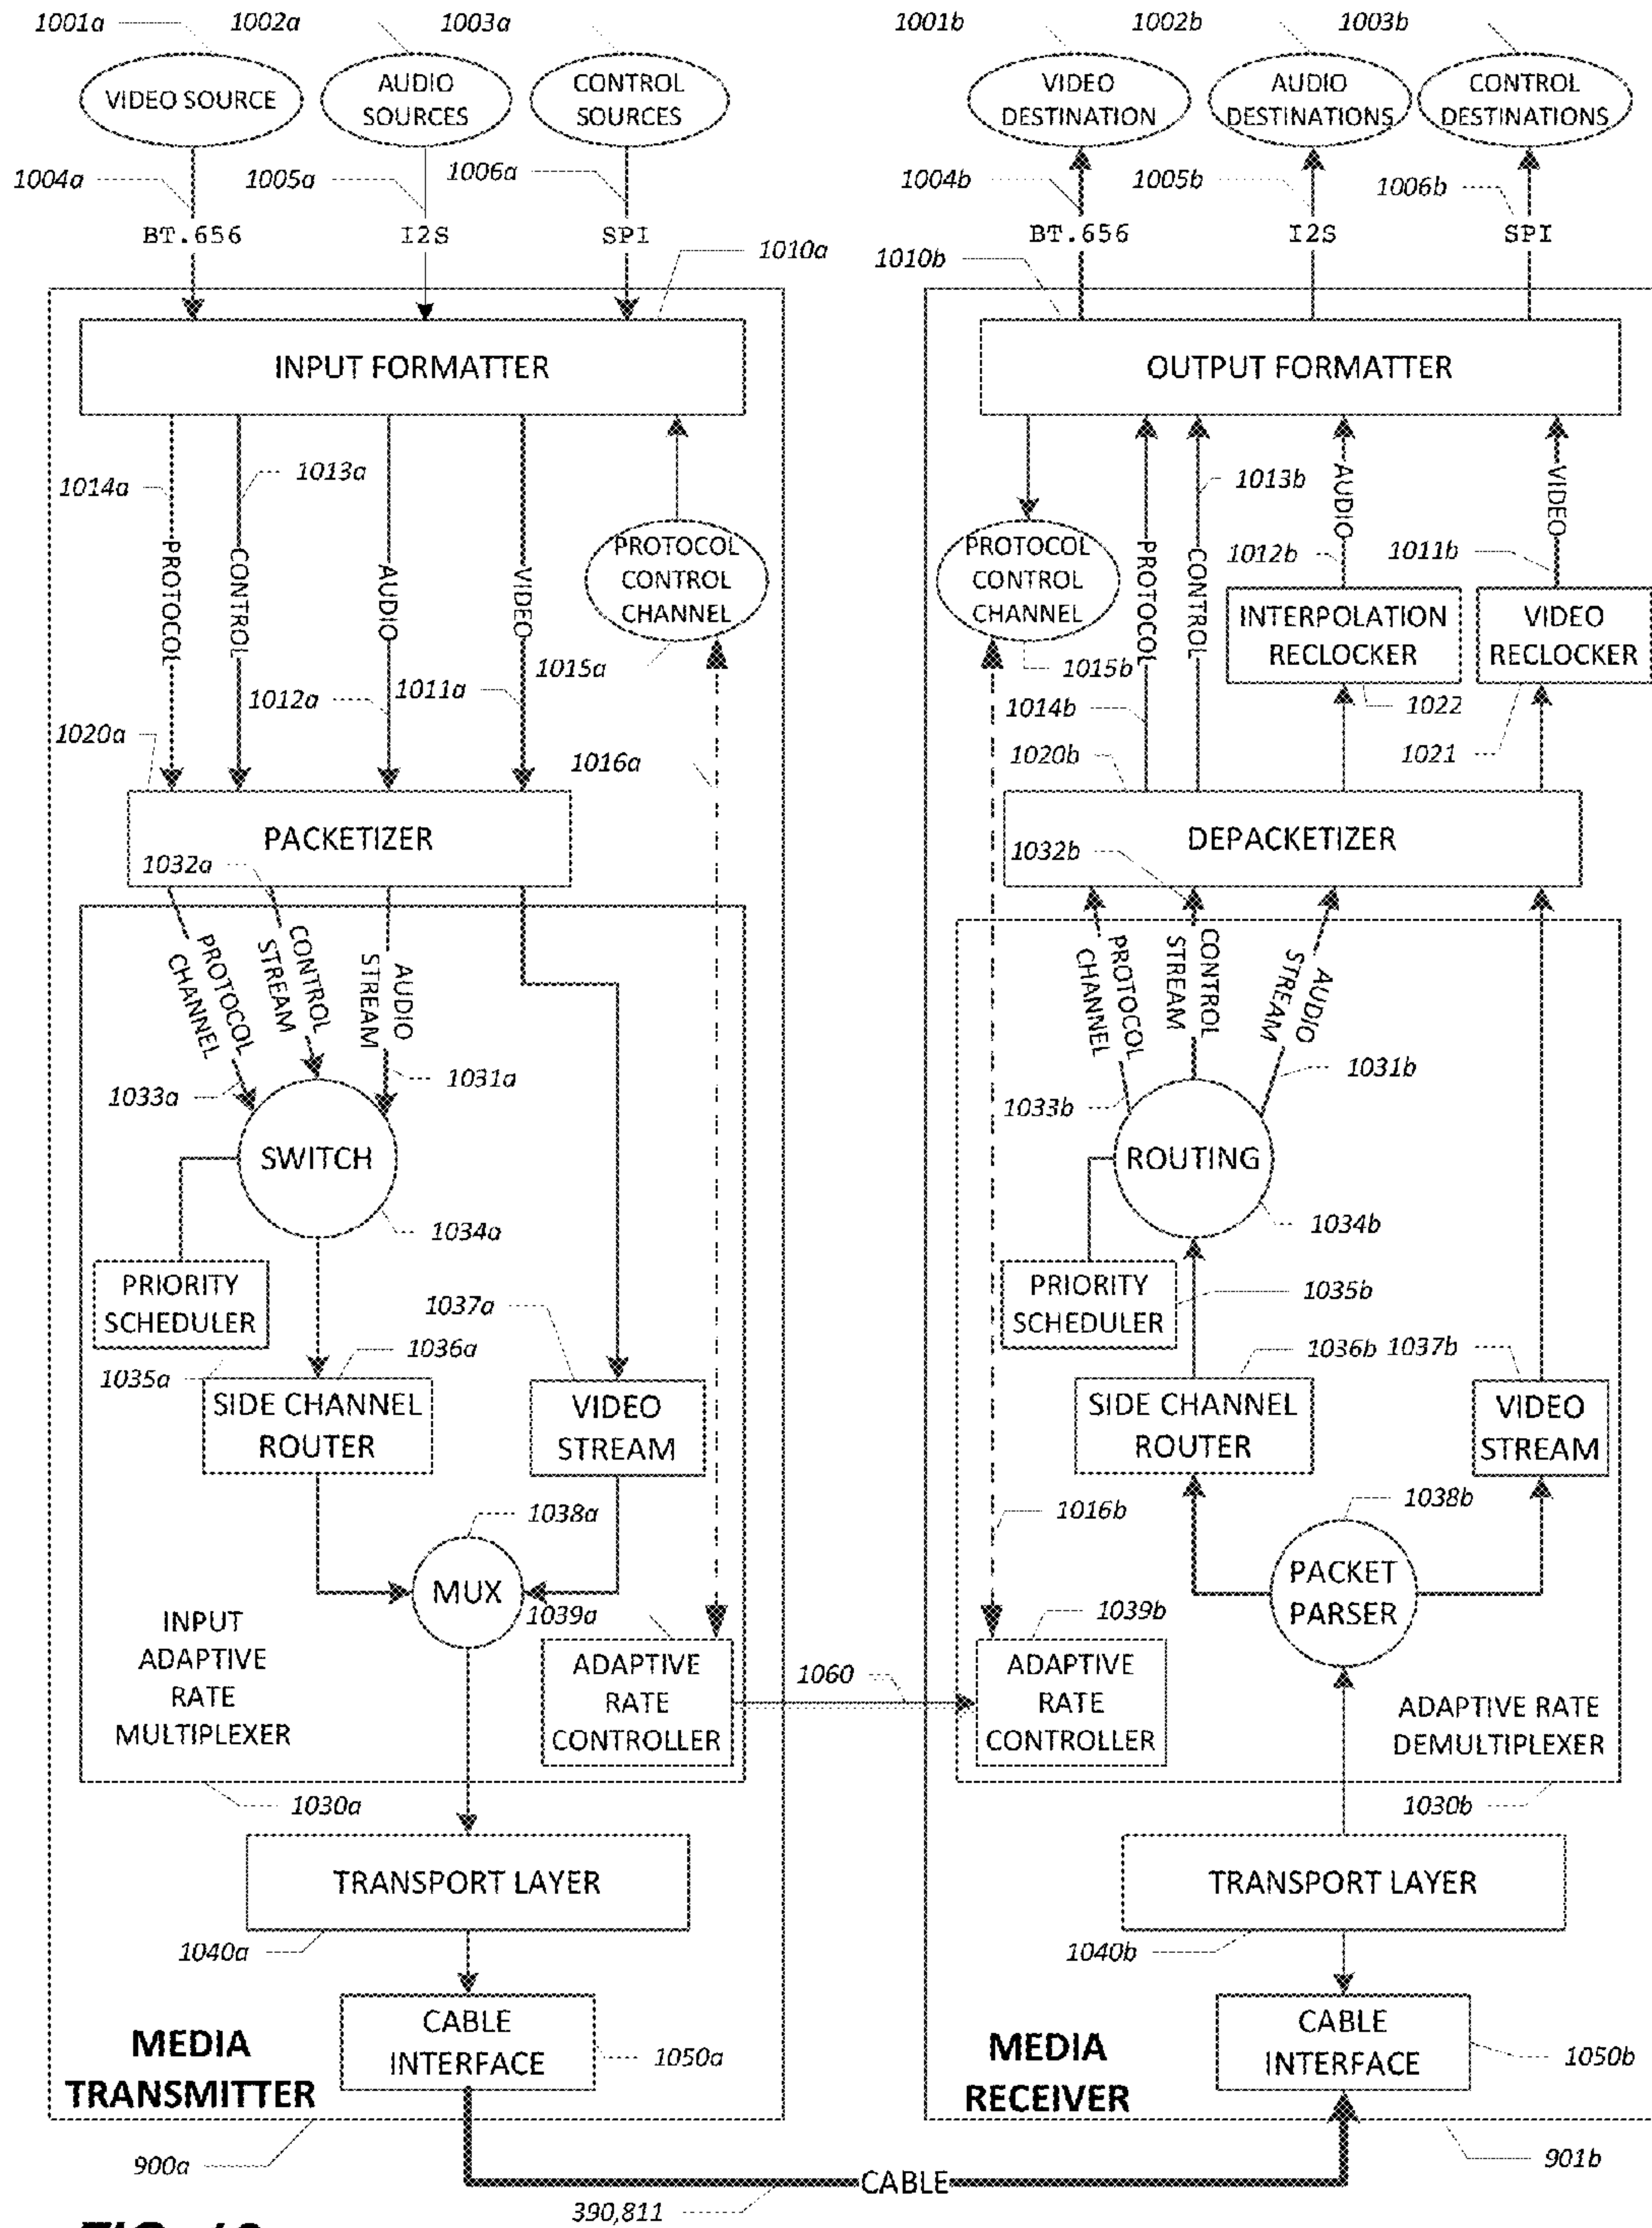 1001a 1002a 1003a
VIDEO SOURCE
AUDIO
SOURCES
CONTROL
SOURCES
1004a 1005a 1006a
BT.656 I2S SPI
1010a
INPUT FORMATTER
1014a
1013a
PROTOCOL
CONTROL
AUDIO
VIDEO
PROTOCOL
CONTROL
CHANNEL
1015a
1012a
1011a
1020a
1016a
PACKETIZER
1032a
PROTOCOL
CHANNEL
CONTROL
STREAM
AUDIO
STREAM
1033a
1031a
SWITCH
1034a
PRIORITY
SCHEDULER
1035a
1037a
1036a
SIDE CHANNEL
ROUTER
VIDEO
STREAM
1038a
MUX
1039a
INPUT
ADAPTIVE
RATE
MULTIPLEXER
ADAPTIVE
RATE
CONTROLLER
1060
1030a
TRANSPORT LAYER
1040a
CABLE
INTERFACE
1050a
MEDIA
TRANSMITTER
900a
1001b 1002b 1003b
VIDEO
DESTINATION
AUDIO
DESTINATIONS
CONTROL
DESTINATIONS
1004b 1005b 1006b
BT.656 I2S SPI
1010b
OUTPUT FORMATTER
PROTOCOL
CONTROL
CHANNEL
1015b
PROTOCOL
CONTROL
1013b
AUDIO
VIDEO
1012b
1011b
INTERPOLATION
RECLOCKER
VIDEO
RECLOCKER
1014b
1022
1021
1020b
DEPACKETIZER
1032b
PROTOCOL
CHANNEL
CONTROL
STREAM
AUDIO
STREAM
1033b
1031b
ROUTING
1034b
PRIORITY
SCHEDULER
1035b
1036b 1037b
SIDE CHANNEL
ROUTER
VIDEO
STREAM
1016b
1038b
PACKET
PARSER
1039b
ADAPTIVE
RATE
CONTROLLER
ADAPTIVE RATE
DEMULTIPLEXER
1030b
TRANSPORT LAYER
1040b
CABLE
INTERFACE
1050b
MEDIA
RECEIVER
901b
CABLE
390,811